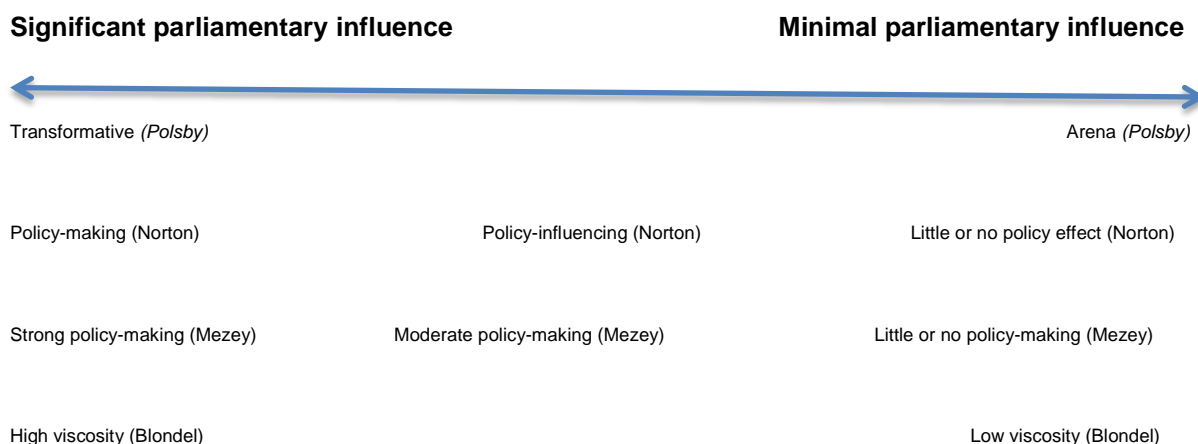 Significant parliamentary influence Minimal parliamentary influence
Transformative (Polsby) Arena (Polsby)
Policy-making (Norton) Policy-influencing (Norton) Little or no policy effect (Norton)
Strong policy-making (Mezey) Moderate policy-making (Mezey) Little or no policy-making (Mezey)
High viscosity (Blondel) Low viscosity (Blondel)